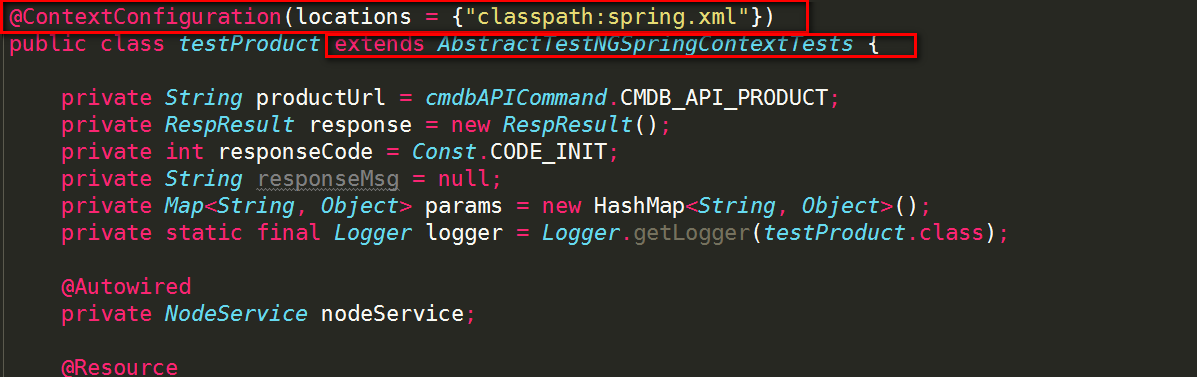 @ContextConfiguration(locations = {"classpath:spring.xml"})
public class testProduct extends AbstractTestNGSpringContextTests {
private String productUrl = cmdbAPICommand.CMDB_API_PRODUCT;
private RespResult response = new RespResult();
private int responseCode = Const.CODE_INIT;
private String responseMsg = null;
private Map<String, Object> params = new HashMap<String, Object>();
private static final Logger logger = Logger.getLogger(testProduct.class);
@Autowired
private NodeService nodeService;
@Resource